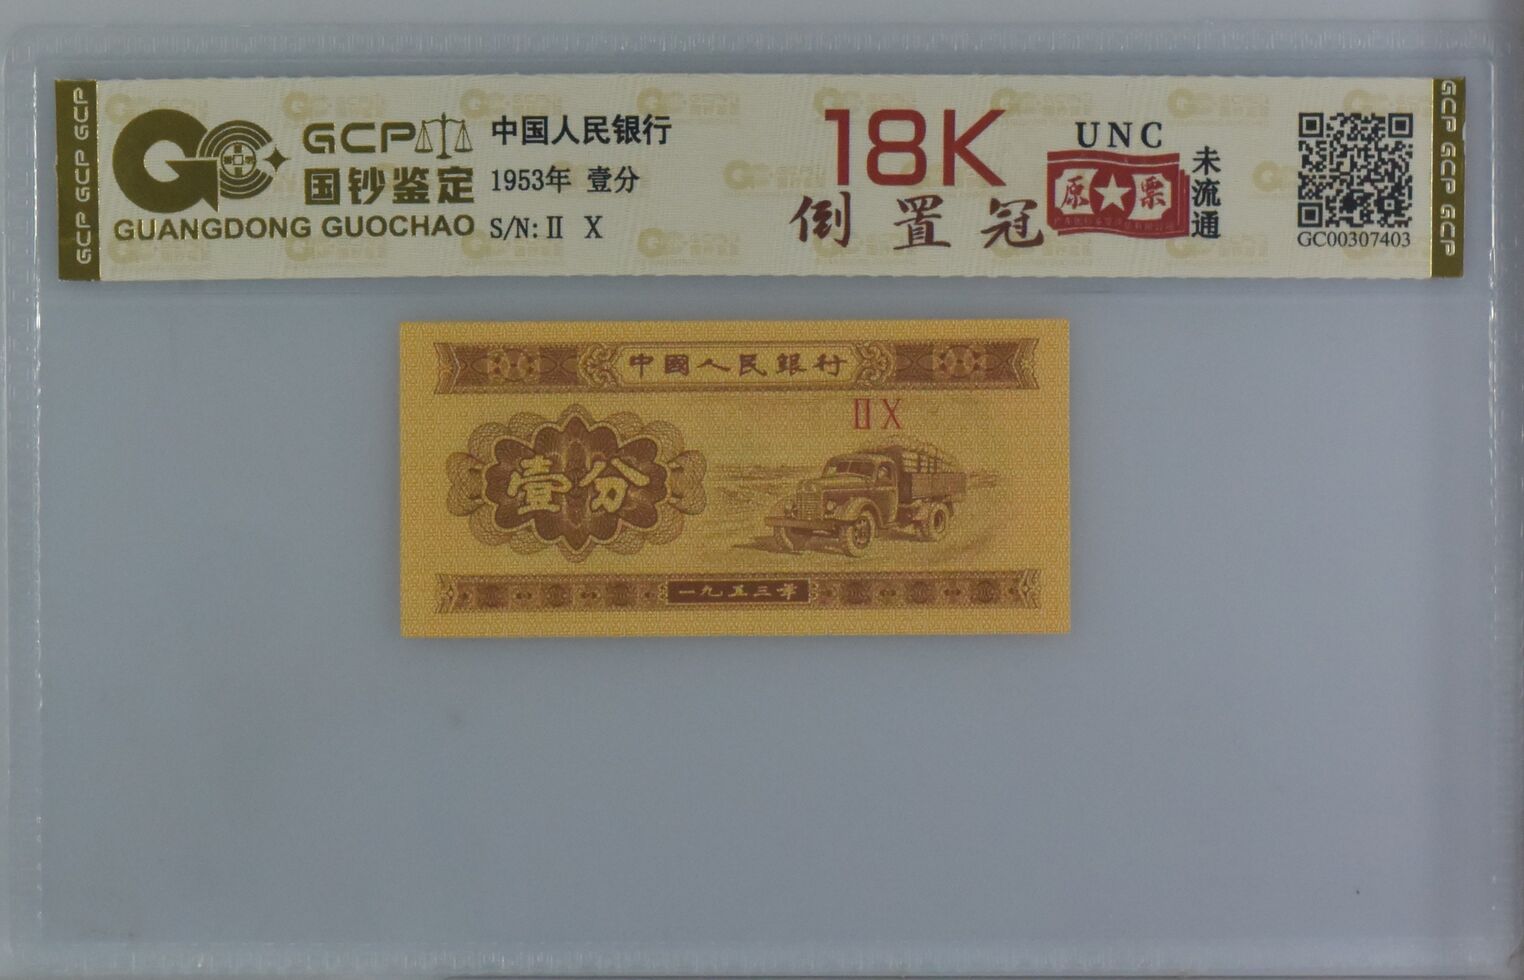 GCP GCP GCP
GCP
国钞鉴定
GUANGDONG GUOCHAO
中国人民银行
1953年 壹分
S/N: II X
18K
倒置冠
UNC
原票
未流通
GC00307403
GCP GCP GCP
中國人民銀行
II X
壹分
一九五三年